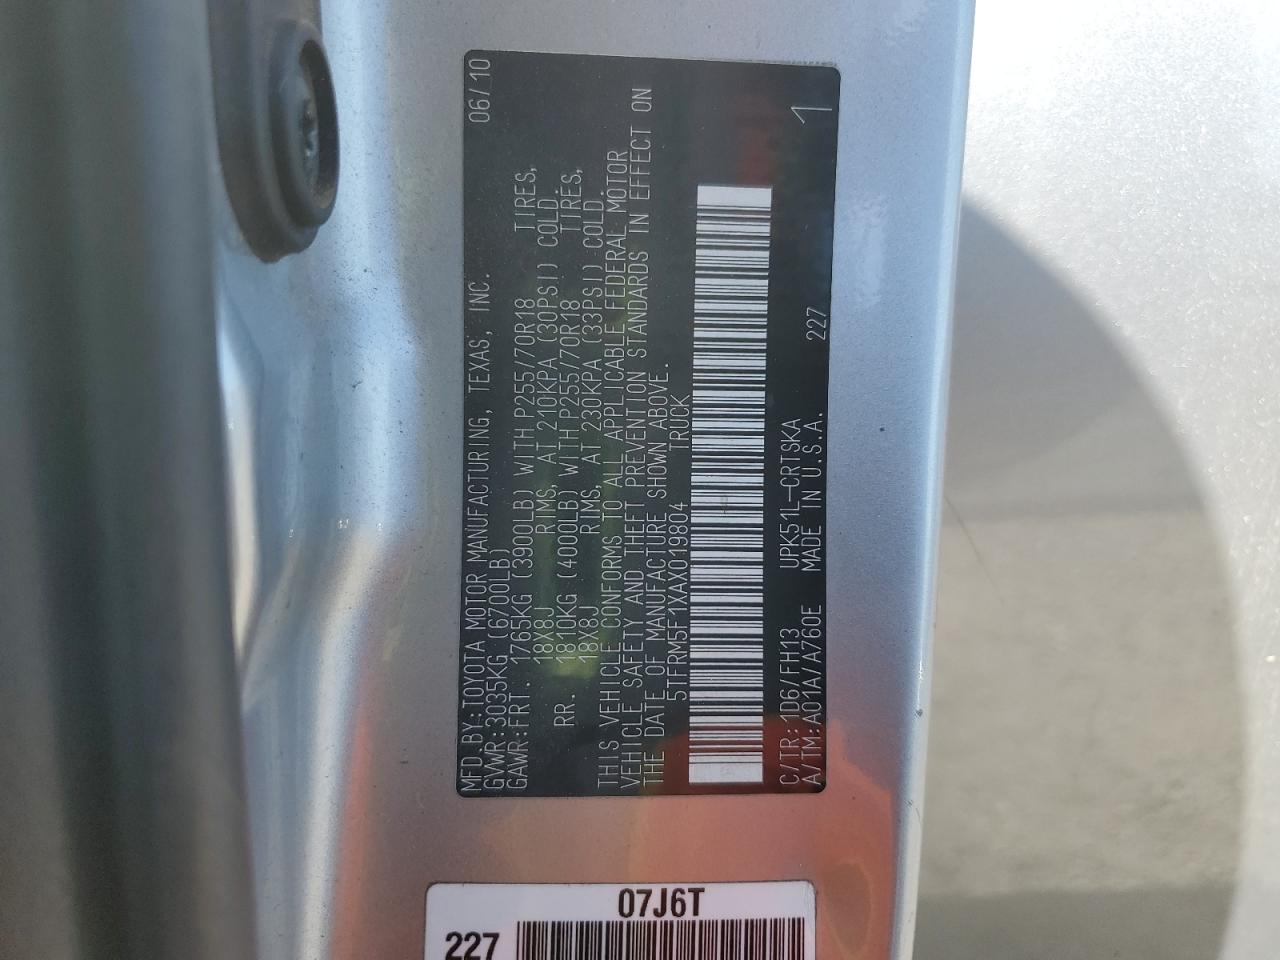 MFD.BY:TOYOTA MOTOR MANUFACTURING, TEXAS, INC. 06/10
GVWR:3035KG (6700LB)
GAWR:FRT. 1765KG (3900LB) WITH P255/70R18 TIRES,
18X8J RIMS, AT 210KPA (30PSI) COLD.
RR. 1810KG (4000LB) WITH P255/70R18 TIRES,
18X8J RIMS, AT 230KPA (33PSI) COLD.
THIS VEHICLE CONFORMS TO ALL APPLICABLE FEDERAL MOTOR
VEHICLE SAFETY AND THEFT PREVENTION STANDARDS IN EFFECT ON
THE DATE OF MANUFACTURE SHOWN ABOVE.
5TFRM5F1XAX019804 TRUCK
C/TR:1D6/FH13 UPK51L-CRTSKA
A/TM:A01A/A760E MADE IN U.S.A. 227 1
07J6T
227